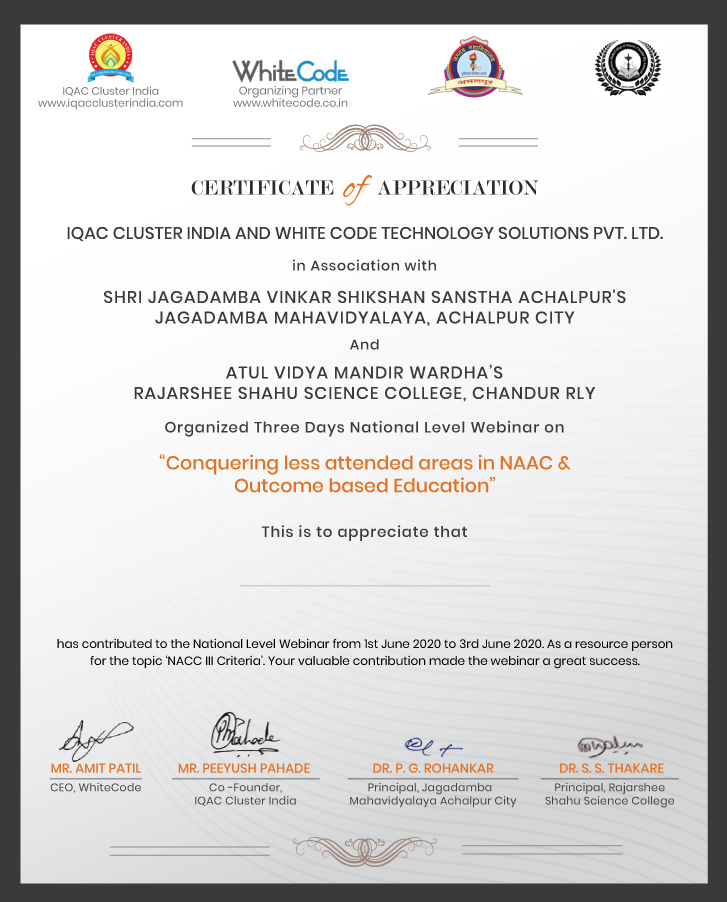 IQAC CLUSTER INDIA
IQAC Cluster India
www.iqacclusterindia.com
WhiteCode
Organizing Partner
www.whitecode.co.in
अचलपूर
CERTIFICATE of APPRECIATION
IQAC CLUSTER INDIA AND WHITE CODE TECHNOLOGY SOLUTIONS PVT. LTD.
in Association with
SHRI JAGADAMBA VINKAR SHIKSHAN SANSTHA ACHALPUR'S
JAGADAMBA MAHAVIDYALAYA, ACHALPUR CITY
And
ATUL VIDYA MANDIR WARDHA'S
RAJARSHEE SHAHU SCIENCE COLLEGE, CHANDUR RLY
Organized Three Days National Level Webinar on
“Conquering less attended areas in NAAC &
Outcome based Education”
This is to appreciate that
has contributed to the National Level Webinar from 1st June 2020 to 3rd June 2020. As a resource person
for the topic ‘NACC III Criteria’. Your valuable contribution made the webinar a great success.
MR. AMIT PATIL
CEO, WhiteCode
MR. PEEYUSH PAHADE
Co -Founder,
IQAC Cluster India
DR. P. G. ROHANKAR
Principal, Jagadamba
Mahavidyalaya Achalpur City
DR. S. S. THAKARE
Principal, Rajarshee
Shahu Science College